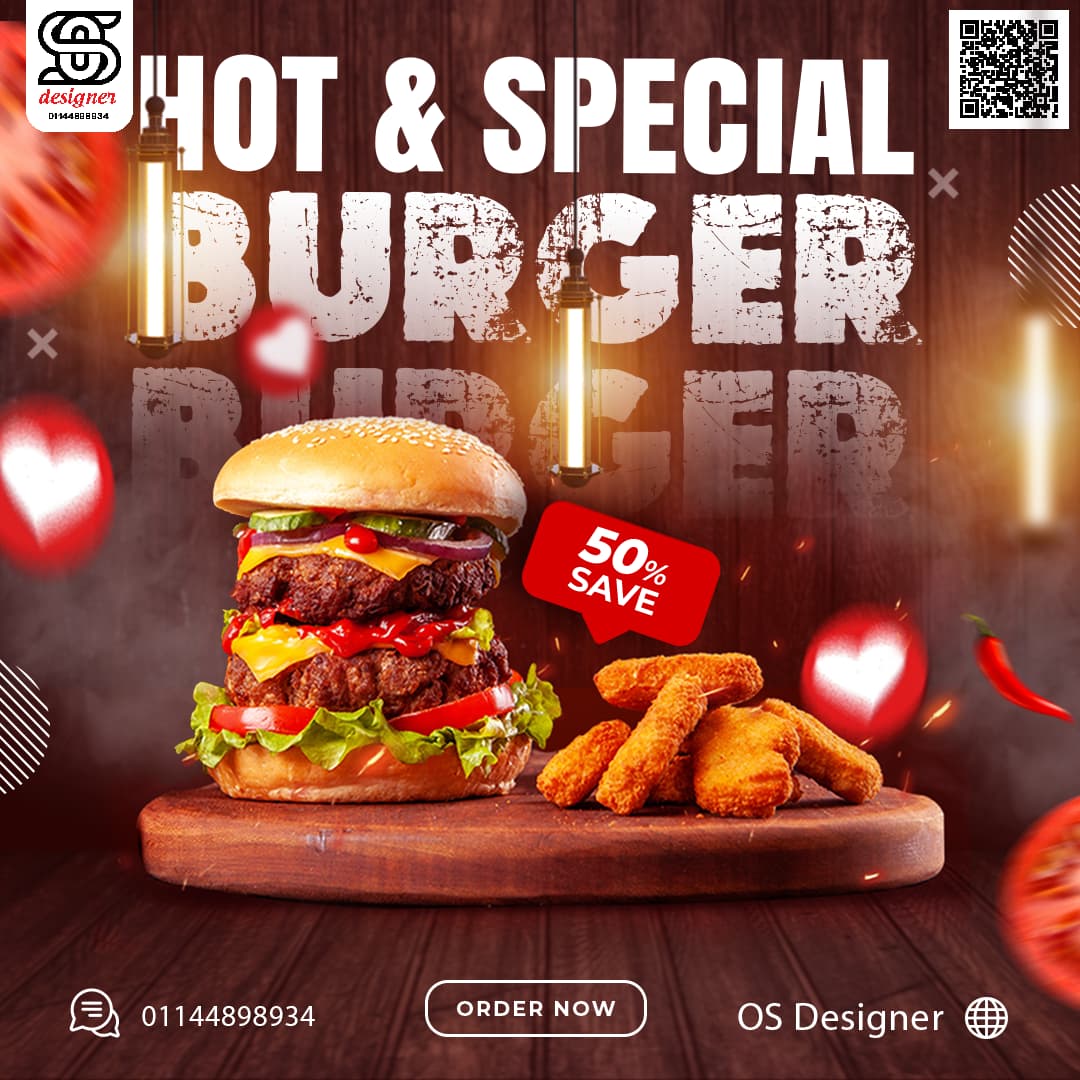 designer
01144898934
HOT & SPECIAL
BURGER
BURGER
50%
SAVE
01144898934
ORDER NOW
OS Designer